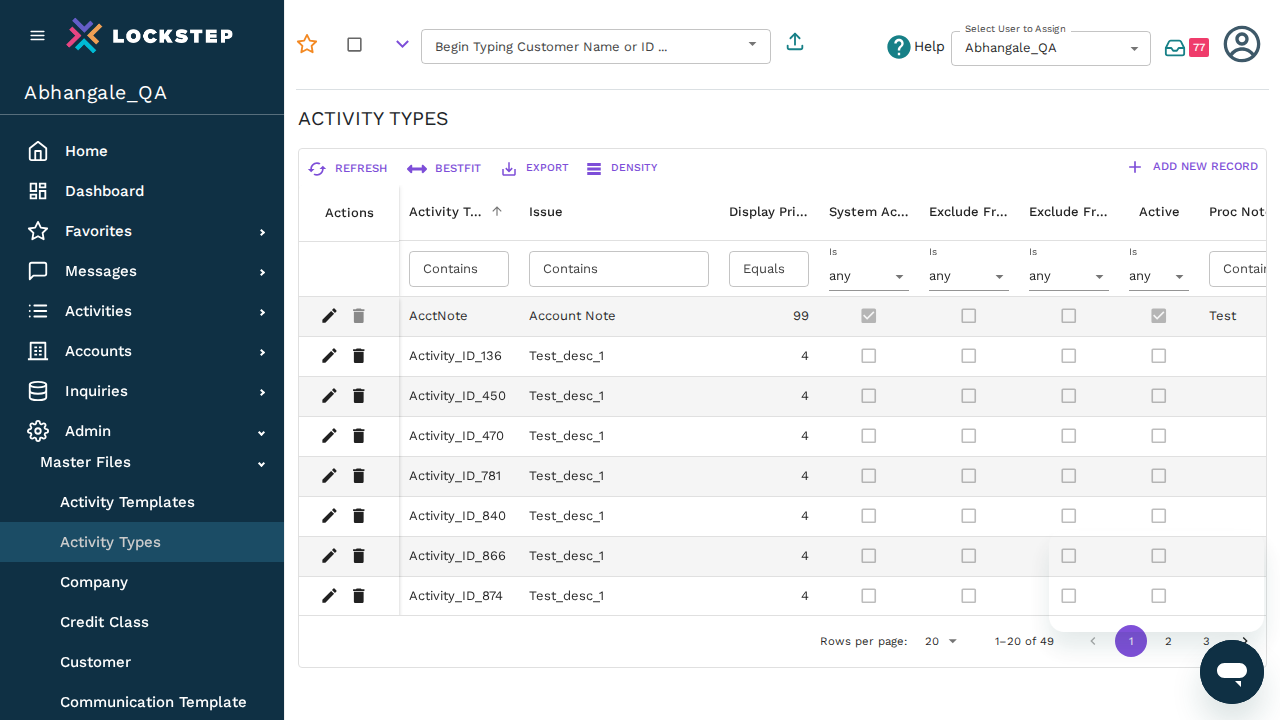 LOCKSTEP
Abhangale_QA
Home
Dashboard
Favorites
Messages
Activities
Accounts
Inquiries
Admin
Master Files
Activity Templates
Activity Types
Company
Credit Class
Customer
Communication Template
Begin Typing Customer Name or ID ...
Help
Select User to Assign
Abhangale_QA
77
ACTIVITY TYPES
REFRESH BESTFIT EXPORT DENSITY ADD NEW RECORD
Actions Activity T... Issue Display Pri... System Ac... Exclude Fr... Exclude Fr... Active Proc Note
Is Is Is Is
Contains Contains Equals any any any any Contain
AcctNote Account Note 99 Test
Activity_ID_136 Test_desc_1 4
Activity_ID_450 Test_desc_1 4
Activity_ID_470 Test_desc_1 4
Activity_ID_781 Test_desc_1 4
Activity_ID_840 Test_desc_1 4
Activity_ID_866 Test_desc_1 4
Activity_ID_874 Test_desc_1 4
Rows per page: 20 1–20 of 49 1 2 3